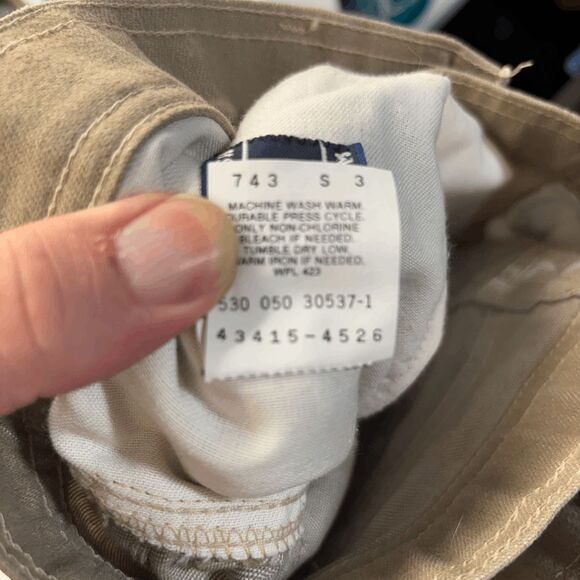 743 S 3
MACHINE WASH WARM.
DURABLE PRESS CYCLE.
ONLY NON-CHLORINE
BLEACH IF NEEDED.
TUMBLE DRY LOW.
WARM IRON IF NEEDED.
WPL 423
530 050 30537-1
43415-4526